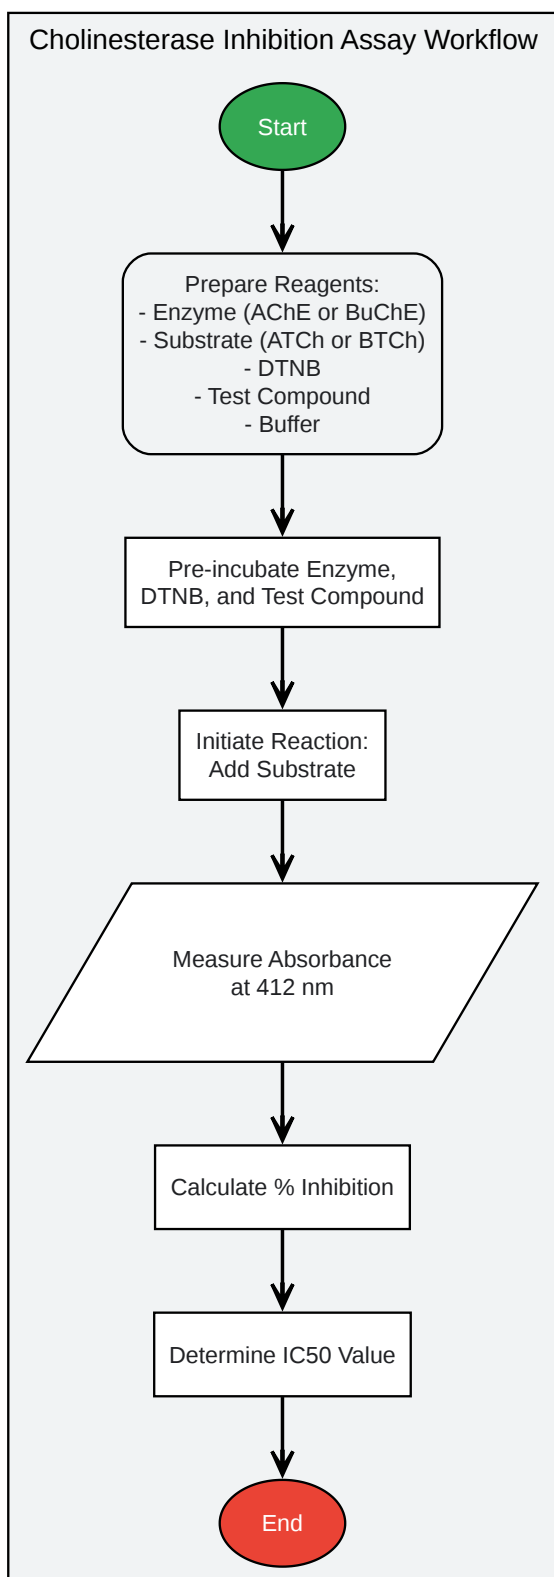 Cholinesterase Inhibition Assay Workflow
Start
Prepare Reagents:
- Enzyme (AChE or BuChE)
- Substrate (ATCh or BTCh)
- DTNB
- Test Compound
- Buffer
Pre-incubate Enzyme,
DTNB, and Test Compound
Initiate Reaction:
Add Substrate
Measure Absorbance
at 412 nm
Calculate % Inhibition
Determine IC50 Value
End